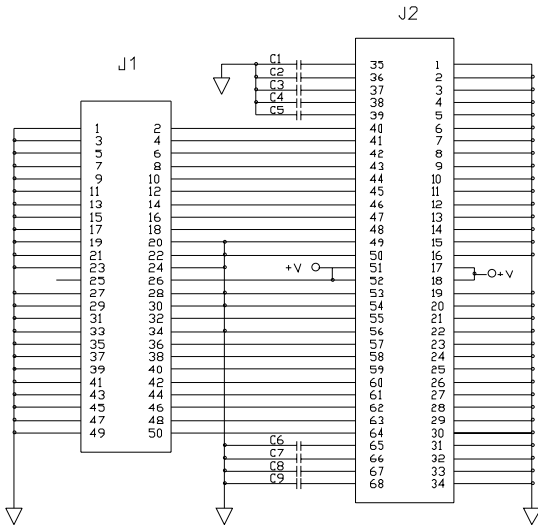 J2
J1
C1 35 1
C2 36 2
C3 37 3
C4 38 4
C5 39 5
1 2 40 6
3 4 41 7
5 6 42 8
7 8 43 9
9 10 44 10
11 12 45 11
13 14 46 12
15 16 47 13
17 18 48 14
19 20 49 15
21 22 50 16
23 24 +V 51 17
25 26 52 18 +V
27 28 53 19
29 30 54 20
31 32 55 21
33 34 56 22
35 36 57 23
37 38 58 24
39 40 59 25
41 42 60 26
43 44 61 27
45 46 62 28
47 48 63 29
49 50 64 30
C6 65 31
C7 66 32
C8 67 33
C9 68 34